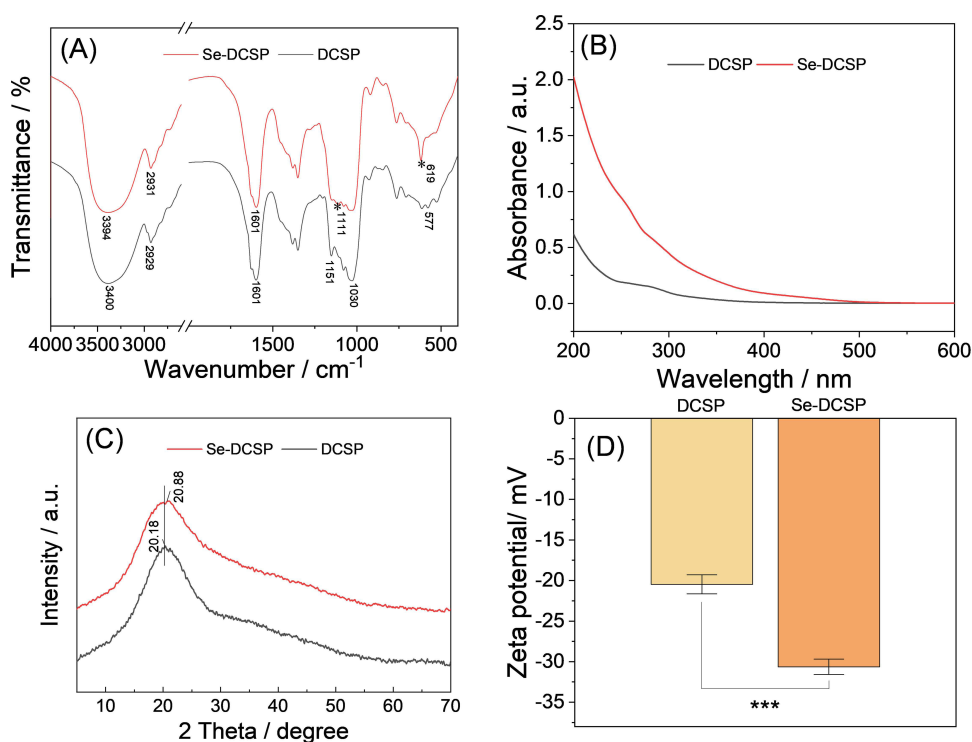 (A)
Se-DCSP
DCSP
Transmittance / %
3394
2931
3400
2929
1601
1601
*
1111
1151
1030
*
619
577
4000 3500 3000 1500 1000 500
Wavenumber / cm-1
(B)
DCSP
Se-DCSP
Absorbance / a.u.
2.5
2.0
1.5
1.0
0.5
0.0
200 300 400 500 600
Wavelength / nm
(C)
Se-DCSP
DCSP
Intensity / a.u.
20.88
20.18
10 20 30 40 50 60 70
2 Theta / degree
DCSP
Se-DCSP
(D)
Zeta potential/ mV
0
-5
-10
-15
-20
-25
-30
-35
***